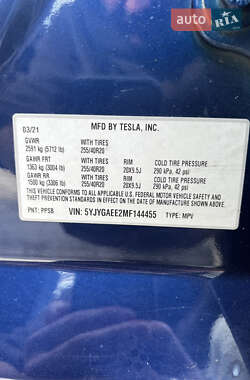 AUTO RIA
03/21 MFD BY TESLA, INC.
GVWR WITH TIRES
2591 kg (5712 lb) 255/40R20
GAWR FRT WITH TIRES RIM COLD TIRE PRESSURE
1363 kg (3004 lb) 255/40R20 20X9.5J 290 kPa, 42 psi
GAWR RR WITH TIRES RIM COLD TIRE PRESSURE
1500 kg (3306 lb) 255/40R20 20X9.5J 290 kPa, 42 psi
THIS VEHICLE CONFORMS TO ALL APPLICABLE U.S.
FEDERAL MOTOR VEHICLE SAFETY AND THEFT
PREVENTION STANDARDS IN EFFECT ON THE DATE
OF MANUFACTURE SHOWN ABOVE.
PNT: PPSB VIN: 5YJYGAEE2MF144455 TYPE: MPV